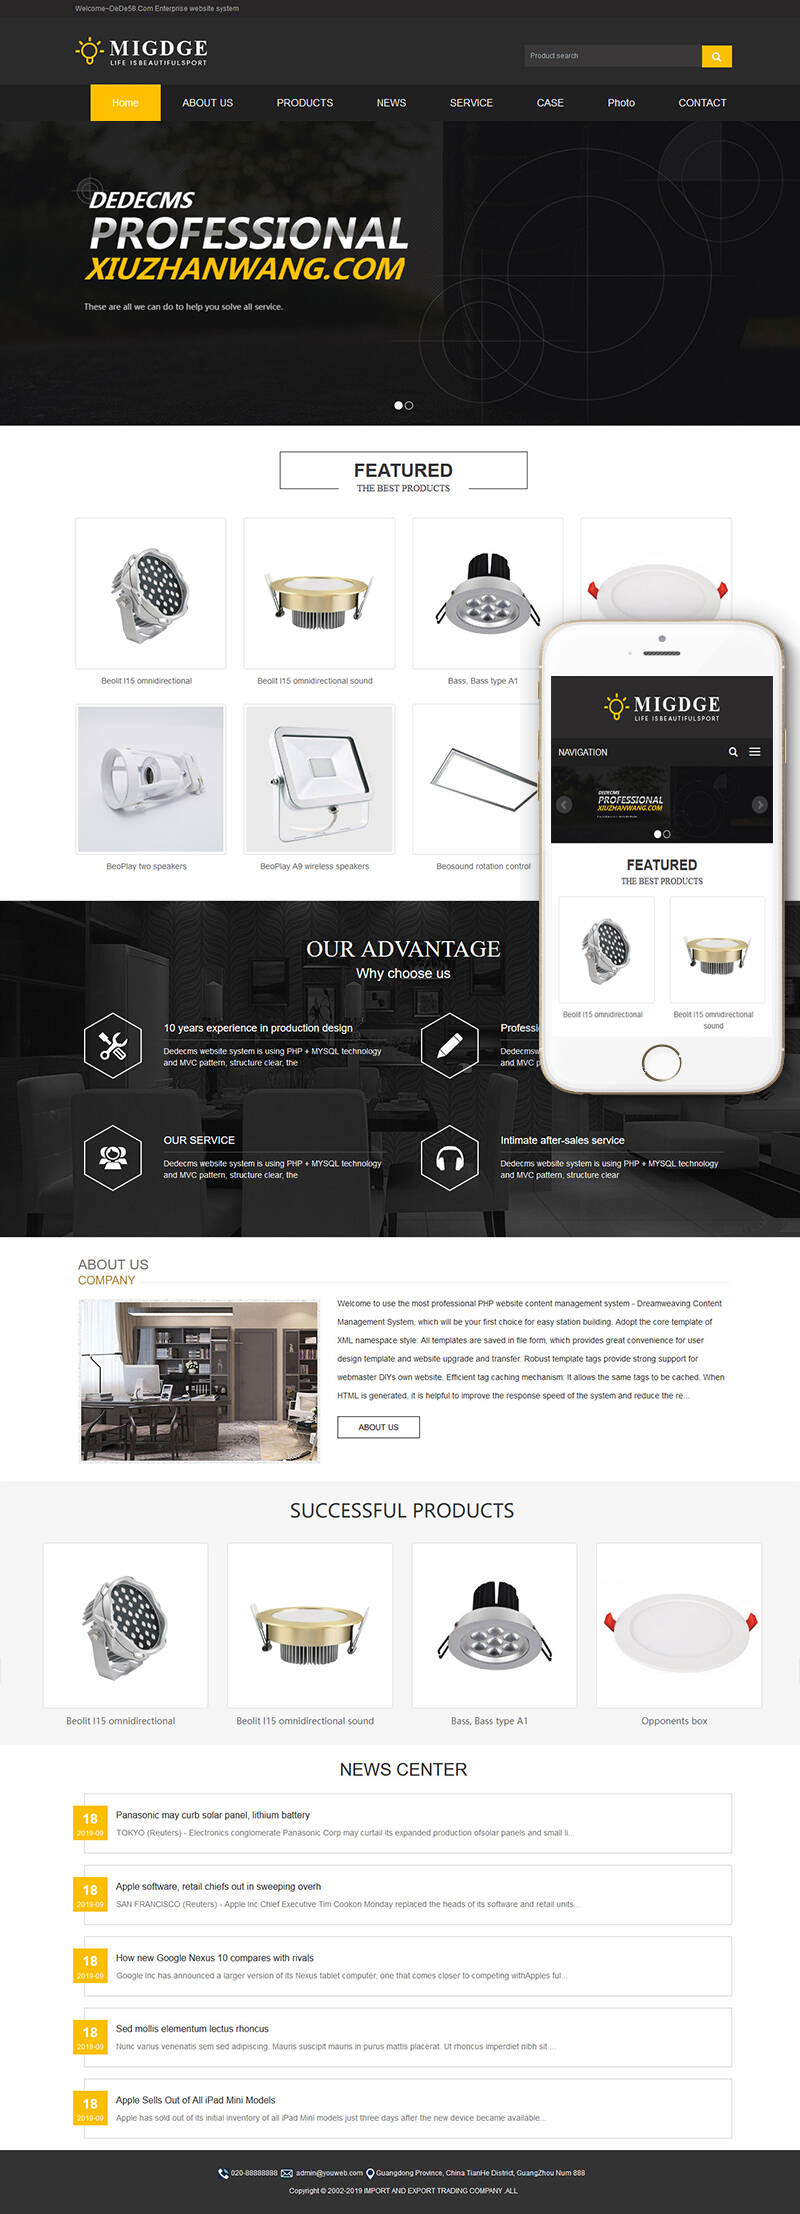 Welcome~DeDe58.Com Enterprise website system
MIGDGE
LIFE ISBEAUTIFULSPORT
Product search
Home
ABOUT US
PRODUCTS
NEWS
SERVICE
CASE
Photo
CONTACT
DEDECMS
PROFESSIONAL
XIUZHANWANG.COM
These are all we can do to help you solve all service.
FEATURED
THE BEST PRODUCTS
Beolit I15 omnidirectional
Beolit I15 omnidirectional sound
Bass, Bass type A1
BeoPlay two speakers
BeoPlay A9 wireless speakers
Beosound rotation control
MIGDGE
LIFE ISBEAUTIFULSPORT
NAVIGATION
DEDECMS
PROFESSIONAL
XIUZHANWANG.COM
FEATURED
THE BEST PRODUCTS
Beolit I15 omnidirectional
Beolit I15 omnidirectional
sound
OUR ADVANTAGE
Why choose us
10 years experience in production design
Dedecms website system is using PHP + MYSQL technology
and MVC pattern, structure clear, the
Professi
Dedecmsw
and MVC pattern, structure clear, the
OUR SERVICE
Dedecms website system is using PHP + MYSQL technology
and MVC pattern, structure clear, the
Intimate after-sales service
Dedecms website system is using PHP + MYSQL technology
and MVC pattern, structure clear
ABOUT US
COMPANY
Welcome to use the most professional PHP website content management system - Dreamweaving Content
Management System, which will be your first choice for easy station building. Adopt the core template of
XML namespace style: All templates are saved in file form, which provides great convenience for user
design template and website upgrade and transfer. Robust template tags provide strong support for
webmaster DIYs own website. Efficient tag caching mechanism: It allows the same tags to be cached. When
HTML is generated, it is helpful to improve the response speed of the system and reduce the re...
ABOUT US
SUCCESSFUL PRODUCTS
Beolit I15 omnidirectional
Beolit I15 omnidirectional sound
Bass, Bass type A1
Opponents box
NEWS CENTER
18
2019-09
Panasonic may curb solar panel, lithium battery
TOKYO (Reuters) - Electronics conglomerate Panasonic Corp may curtail its expanded production ofsolar panels and small li...
18
2019-09
Apple software, retail chiefs out in sweeping overh
SAN FRANCISCO (Reuters) - Apple Inc Chief Executive Tim Cookon Monday replaced the heads of its software and retail units...
18
2019-09
How new Google Nexus 10 compares with rivals
Google Inc.has announced a larger version of its Nexus tablet computer, one that comes closer to competing withApples ful...
18
2019-09
Sed mollis elementum lectus rhoncus
Nunc varius venenatis sem sed adipiscing. Mauris suscipit mauris in purus mattis placerat. Ut rhoncus imperdiet nibh sit ...
18
2019-09
Apple Sells Out of All iPad Mini Models
Apple has sold out of its initial inventory of all iPad Mini models just three days after the new device became available...
020-88888888 admin@youweb.com Guangdong Province, China TianHe District, GuangZhou Num 888
Copyright © 2002-2019 IMPORT AND EXPORT TRADING COMPANY .ALL